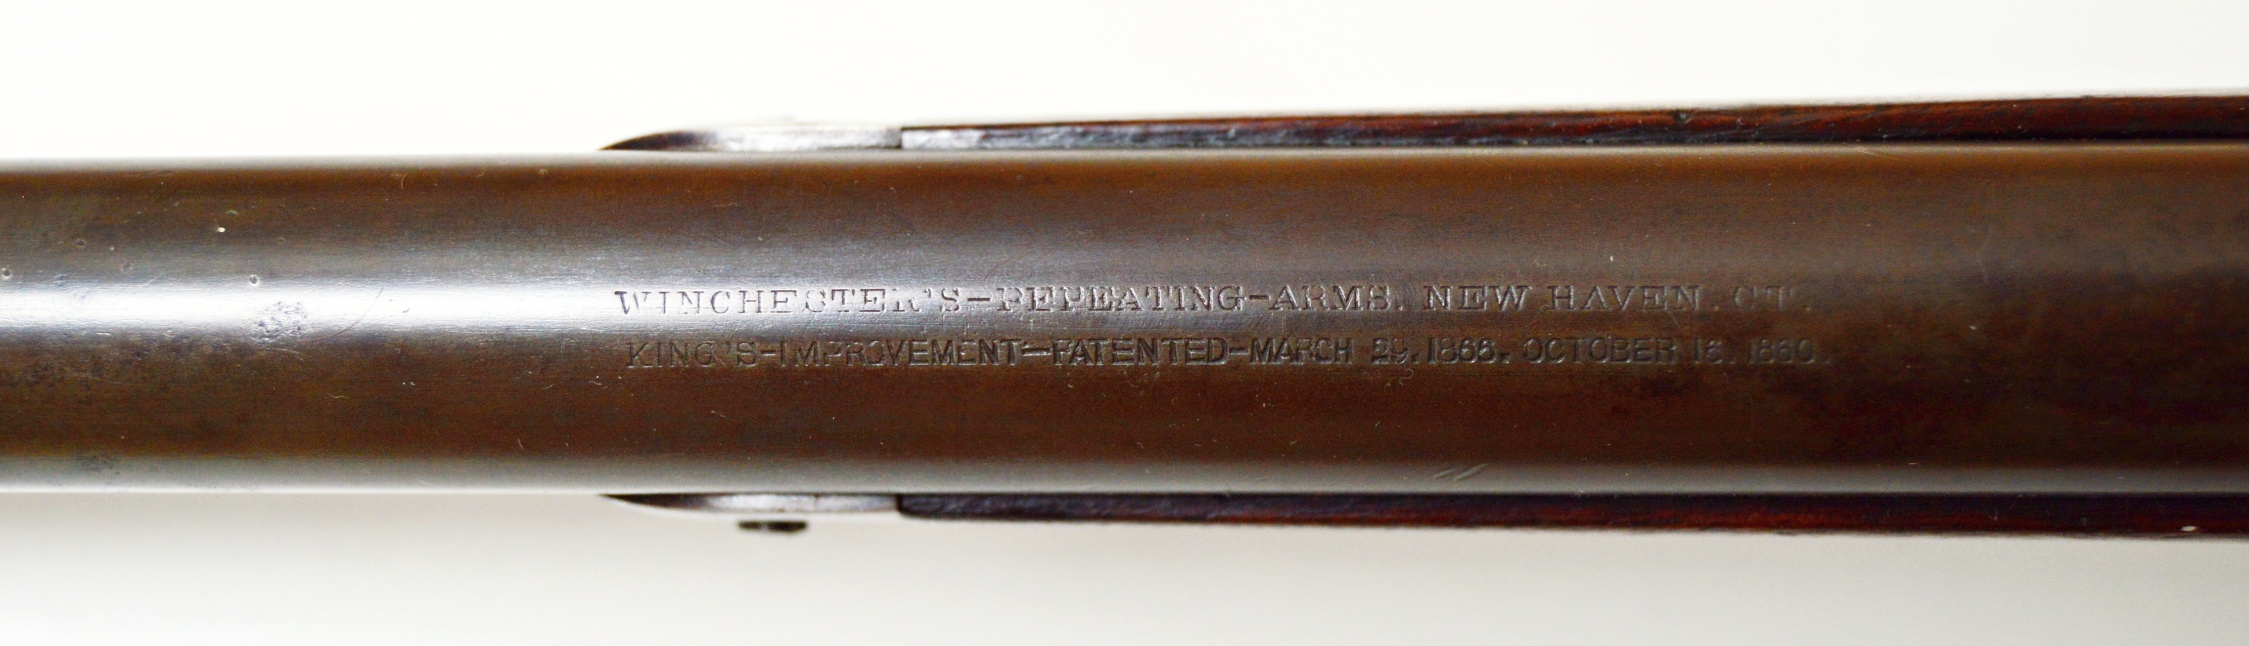 WINCHESTER'S-REPEATING-ARMS. NEW HAVEN. CT.
KING'S-IMPROVEMENT-PATENTED-MARCH 29. 1866. OCTOBER 16. 1860.